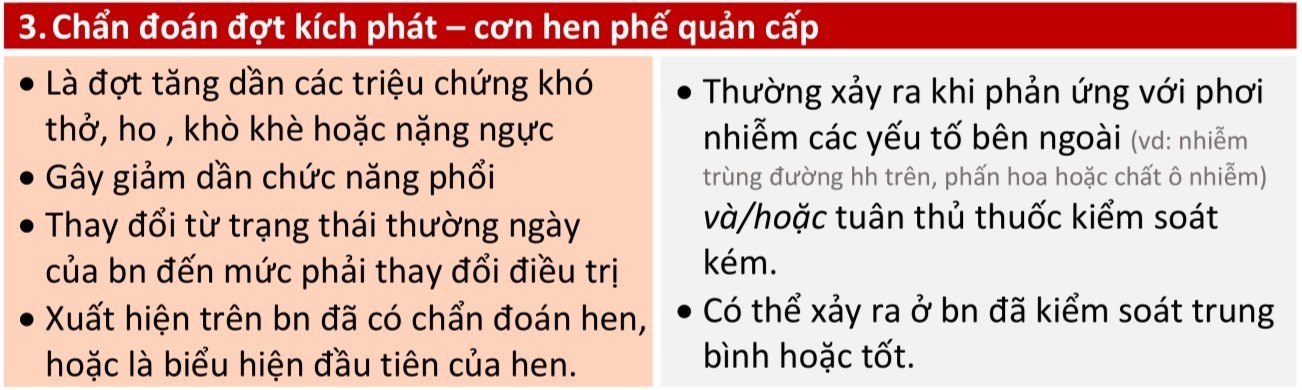 3. Chẩn đoán đợt kích phát – cơn hen phế quản cấp
• Là đợt tăng dần các triệu chứng khó
thở, ho , khò khè hoặc nặng ngực
• Gây giảm dần chức năng phổi
• Thay đổi từ trạng thái thường ngày
của bn đến mức phải thay đổi điều trị
• Xuất hiện trên bn đã có chẩn đoán hen,
hoặc là biểu hiện đầu tiên của hen.
• Thường xảy ra khi phản ứng với phơi
nhiễm các yếu tố bên ngoài (vd: nhiễm
trùng đường hh trên, phấn hoa hoặc chất ô nhiễm)
và/hoặc tuân thủ thuốc kiểm soát
kém.
• Có thể xảy ra ở bn đã kiểm soát trung
bình hoặc tốt.